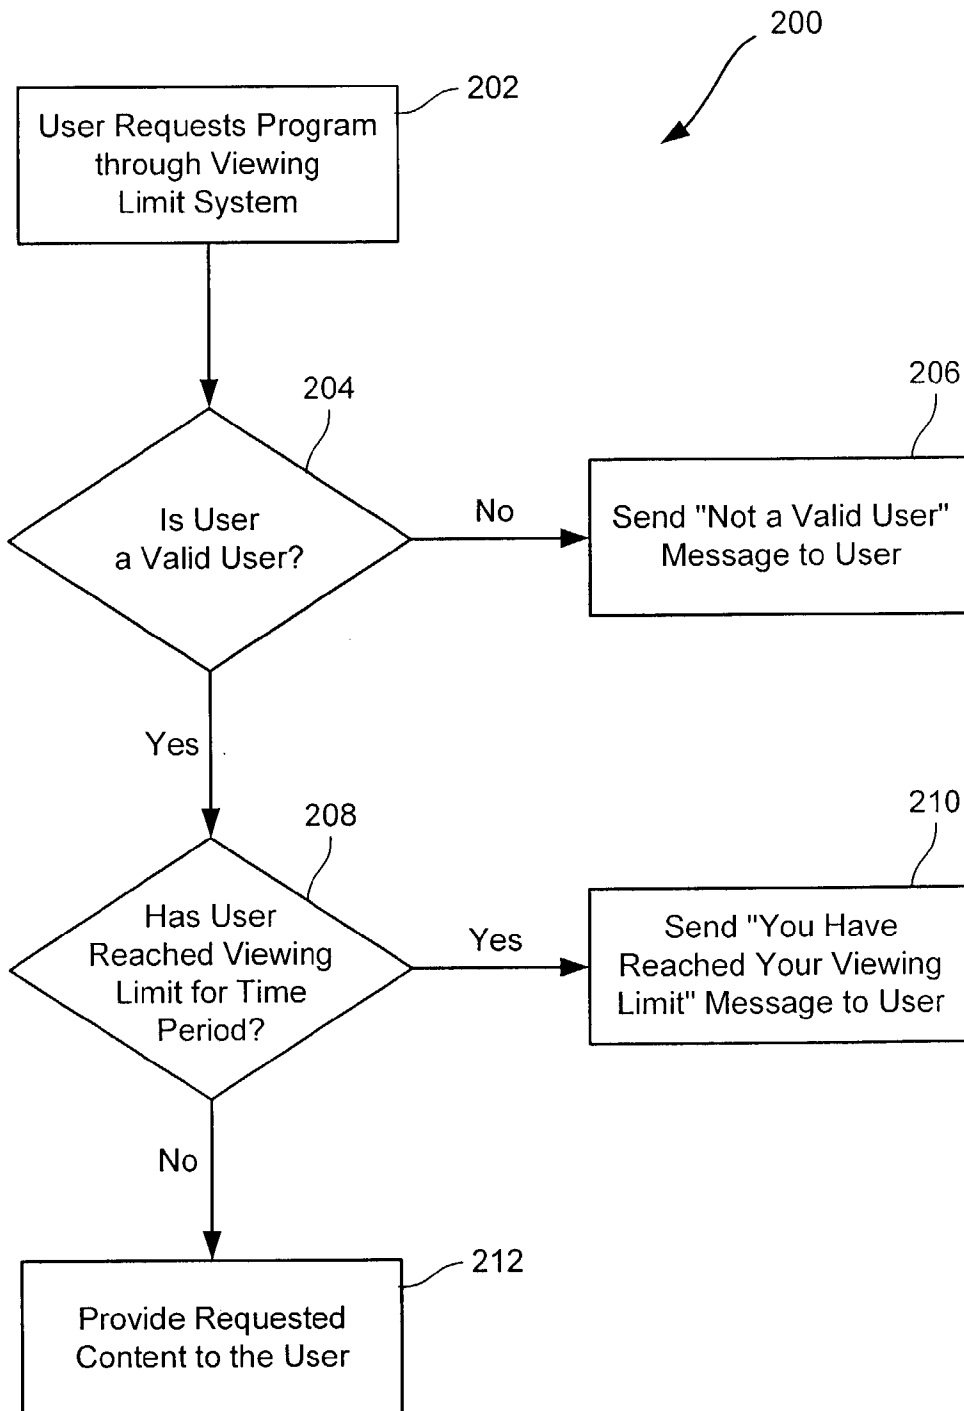 200
202
User Requests Program
through Viewing
Limit System
204
Is User
a Valid User?
No
206
Send "Not a Valid User"
Message to User
Yes
208
Has User
Reached Viewing
Limit for Time
Period?
Yes
210
Send "You Have
Reached Your Viewing
Limit" Message to User
No
212
Provide Requested
Content to the User